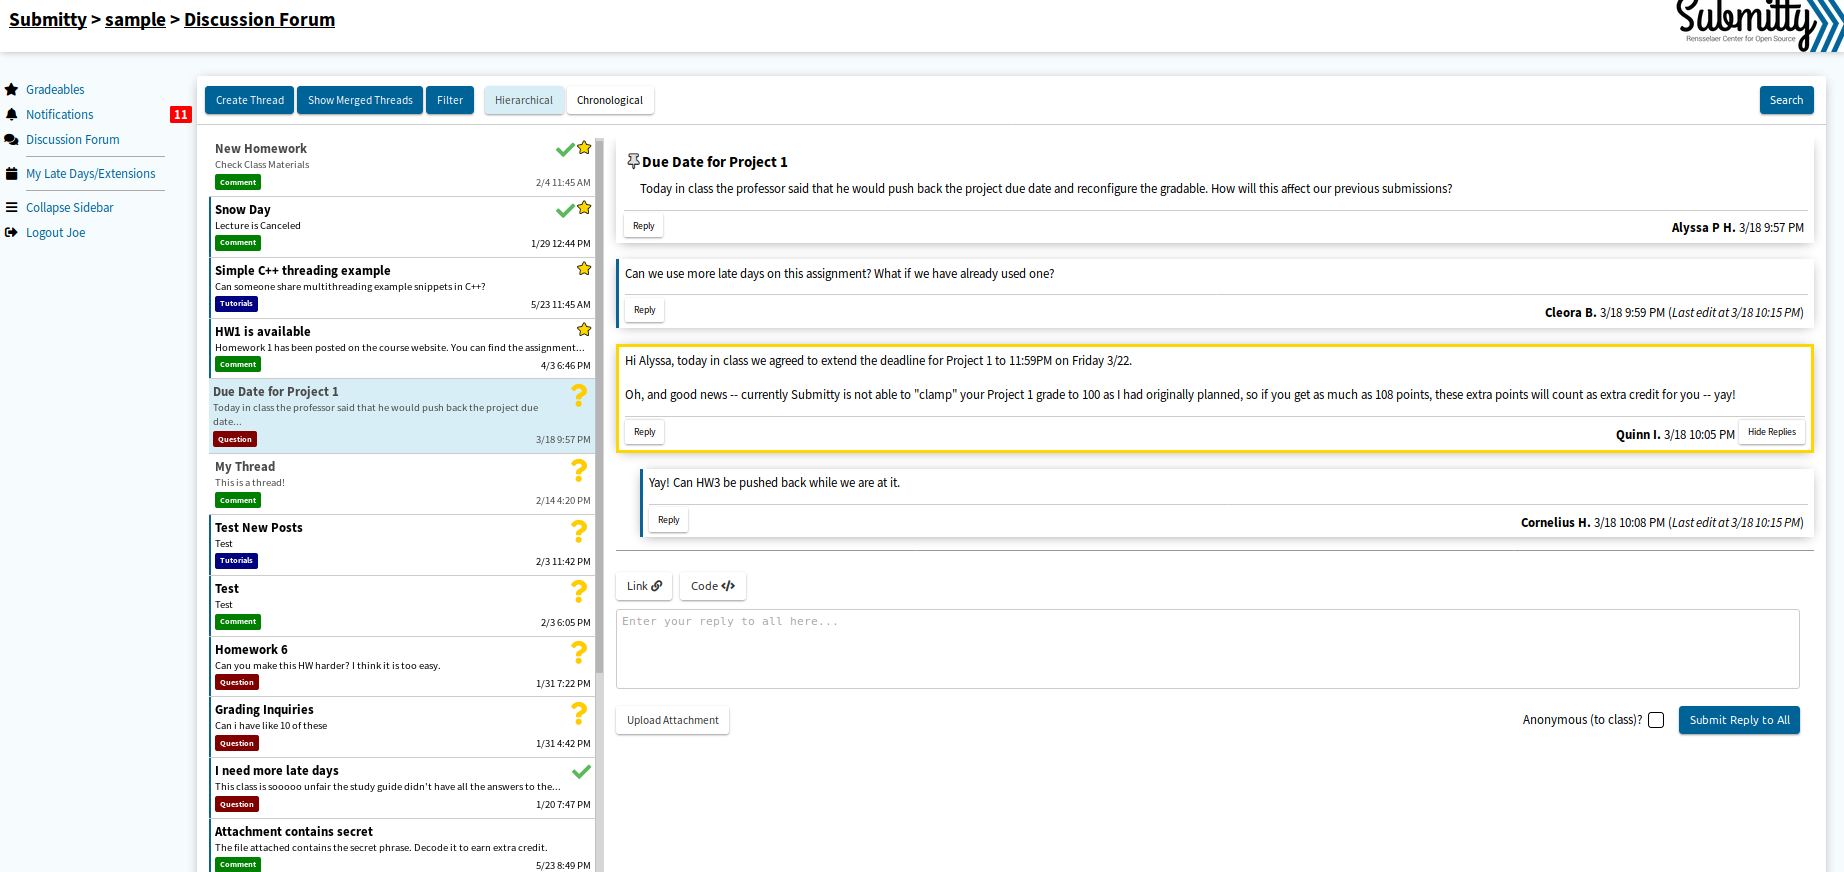 Submitty > sample > Discussion Forum
Submitty
Rensselaer Center for Open Source
Gradeables
Notifications 11
Discussion Forum
My Late Days/Extensions
Collapse Sidebar
Logout Joe
Create Thread Show Merged Threads Filter Hierarchical Chronological Search
New Homework
Check Class Materials
Comment 2/4 11:45 AM
Snow Day
Lecture is Canceled
Comment 1/29 12:44 PM
Simple C++ threading example
Can someone share multithreading example snippets in C++?
Tutorials 5/23 11:45 AM
HW1 is available
Homework 1 has been posted on the course website. You can find the assignment...
Comment 4/3 6:46 PM
Due Date for Project 1
Today in class the professor said that he would push back the project due
date...
Question 3/18 9:57 PM
My Thread
This is a thread!
Comment 2/14 4:20 PM
Test New Posts
Test
Tutorials 2/3 11:42 PM
Test
Test
Comment 2/3 6:05 PM
Homework 6
Can you make this HW harder? I think it is too easy.
Question 1/31 7:22 PM
Grading Inquiries
Can i have like 10 of these
Question 1/31 4:42 PM
I need more late days
This class is sooooo unfair the study guide didn't have all the answers to the...
Question 1/20 7:47 PM
Attachment contains secret
The file attached contains the secret phrase. Decode it to earn extra credit.
Comment 5/23 8:49 PM
Due Date for Project 1
Today in class the professor said that he would push back the project due date and reconfigure the gradable. How will this affect our previous submissions?
Reply Alyssa P H. 3/18 9:57 PM
Can we use more late days on this assignment? What if we have already used one?
Reply Cleora B. 3/18 9:59 PM (Last edit at 3/18 10:15 PM)
Hi Alyssa, today in class we agreed to extend the deadline for Project 1 to 11:59PM on Friday 3/22.
Oh, and good news -- currently Submitty is not able to "clamp" your Project 1 grade to 100 as I had originally planned, so if you get as much as 108 points, these extra points will count as extra credit for you -- yay!
Reply Quinn I. 3/18 10:05 PM Hide Replies
Yay! Can HW3 be pushed back while we are at it.
Reply Cornelius H. 3/18 10:08 PM (Last edit at 3/18 10:15 PM)
Link Code </>
Enter your reply to all here...
Upload Attachment Anonymous (to class)? Submit Reply to All